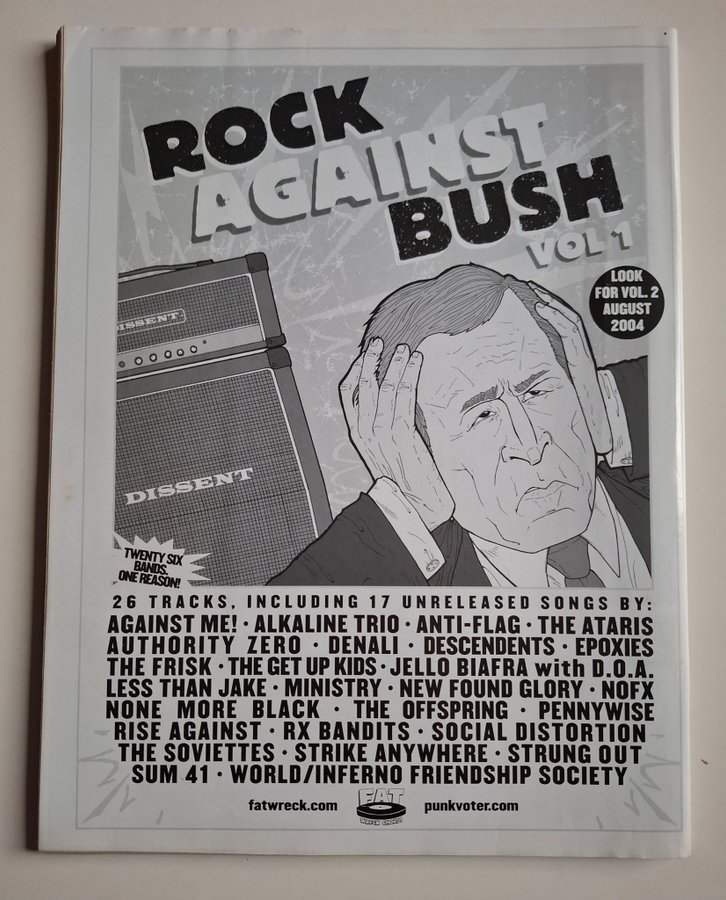 ROCK
AGAINST
BUSH
VOL 1
LOOK
FOR VOL. 2
AUGUST
2004
DISSENT
DISSENT
TWENTY SIX
BANDS.
ONE REASON!
26 TRACKS, INCLUDING 17 UNRELEASED SONGS BY:
AGAINST ME! · ALKALINE TRIO · ANTI-FLAG · THE ATARIS
AUTHORITY ZERO · DENALI · DESCENDENTS · EPOXIES
THE FRISK · THE GET UP KIDS · JELLO BIAFRA with D.O.A.
LESS THAN JAKE · MINISTRY · NEW FOUND GLORY · NOFX
NONE MORE BLACK · THE OFFSPRING · PENNYWISE
RISE AGAINST · RX BANDITS · SOCIAL DISTORTION
THE SOVIETTES · STRIKE ANYWHERE · STRUNG OUT
SUM 41 · WORLD/INFERNO FRIENDSHIP SOCIETY
fatwreck.com
FAT
WRECK CHORDS
punkvoter.com